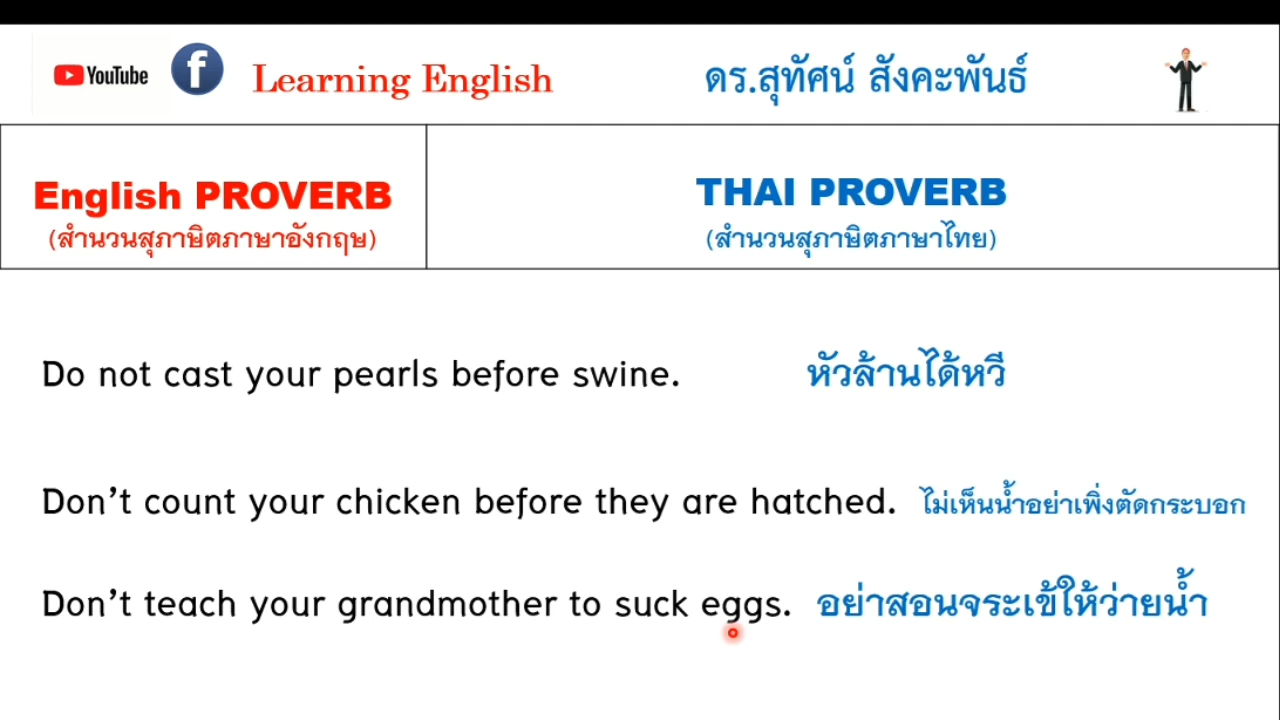 YouTube f Learning English ดร.สุทัศน์ สังคะพันธ์
English PROVERB
(สำนวนสุภาษิตภาษาอังกฤษ)
THAI PROVERB
(สำนวนสุภาษิตภาษาไทย)
Do not cast your pearls before swine. หัวล้านได้หวี
Don't count your chicken before they are hatched. ไม่เห็นน้ำอย่าเพิ่งตัดกระบอก
Don't teach your grandmother to suck eggs. อย่าสอนจระเข้ให้ว่ายน้ำ